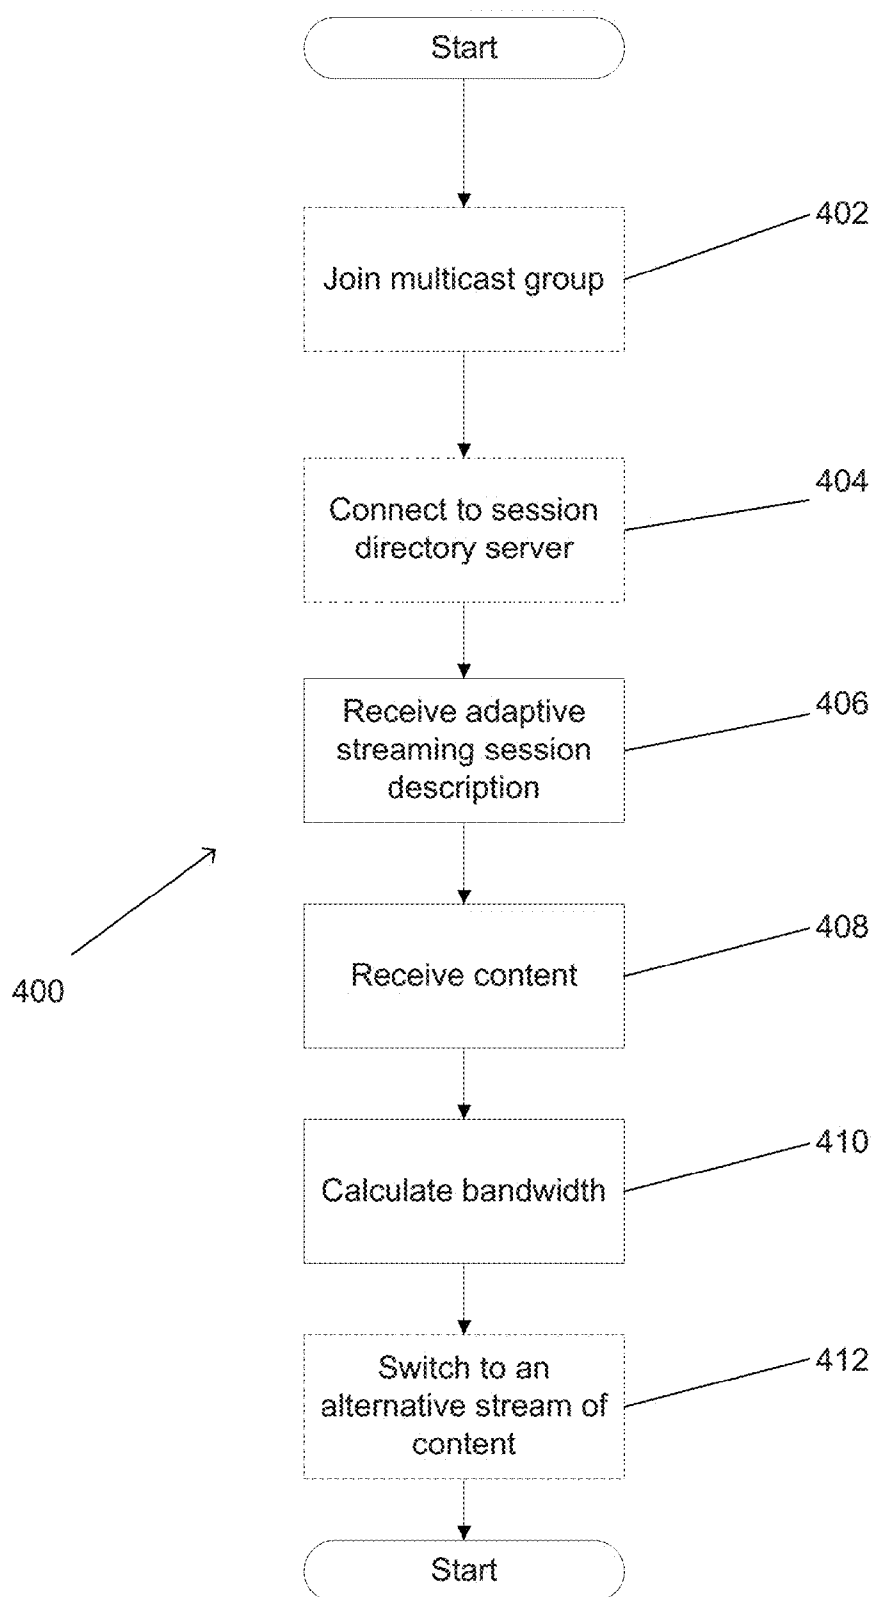 Start
402
Join multicast group
404
Connect to session
directory server
406
Receive adaptive
streaming session
description
400
408
Receive content
410
Calculate bandwidth
412
Switch to an
alternative stream of
content
Start